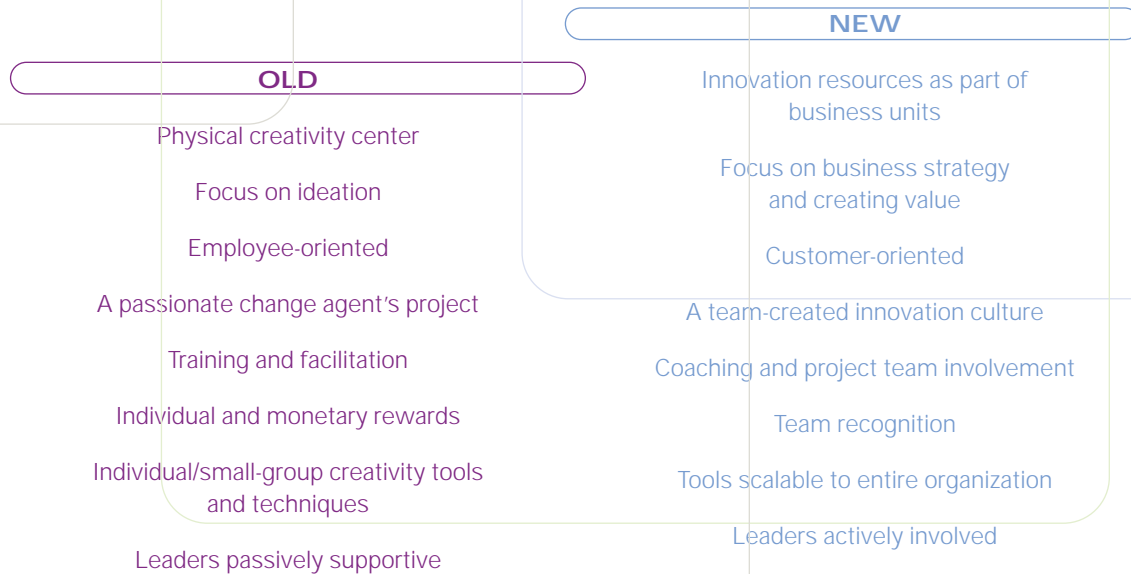 OLD
Physical creativity center
Focus on ideation
Employee-oriented
A passionate change agent's project
Training and facilitation
Individual and monetary rewards
Individual/small-group creativity tools
and techniques
Leaders passively supportive
NEW
Innovation resources as part of
business units
Focus on business strategy
and creating value
Customer-oriented
A team-created innovation culture
Coaching and project team involvement
Team recognition
Tools scalable to entire organization
Leaders actively involved